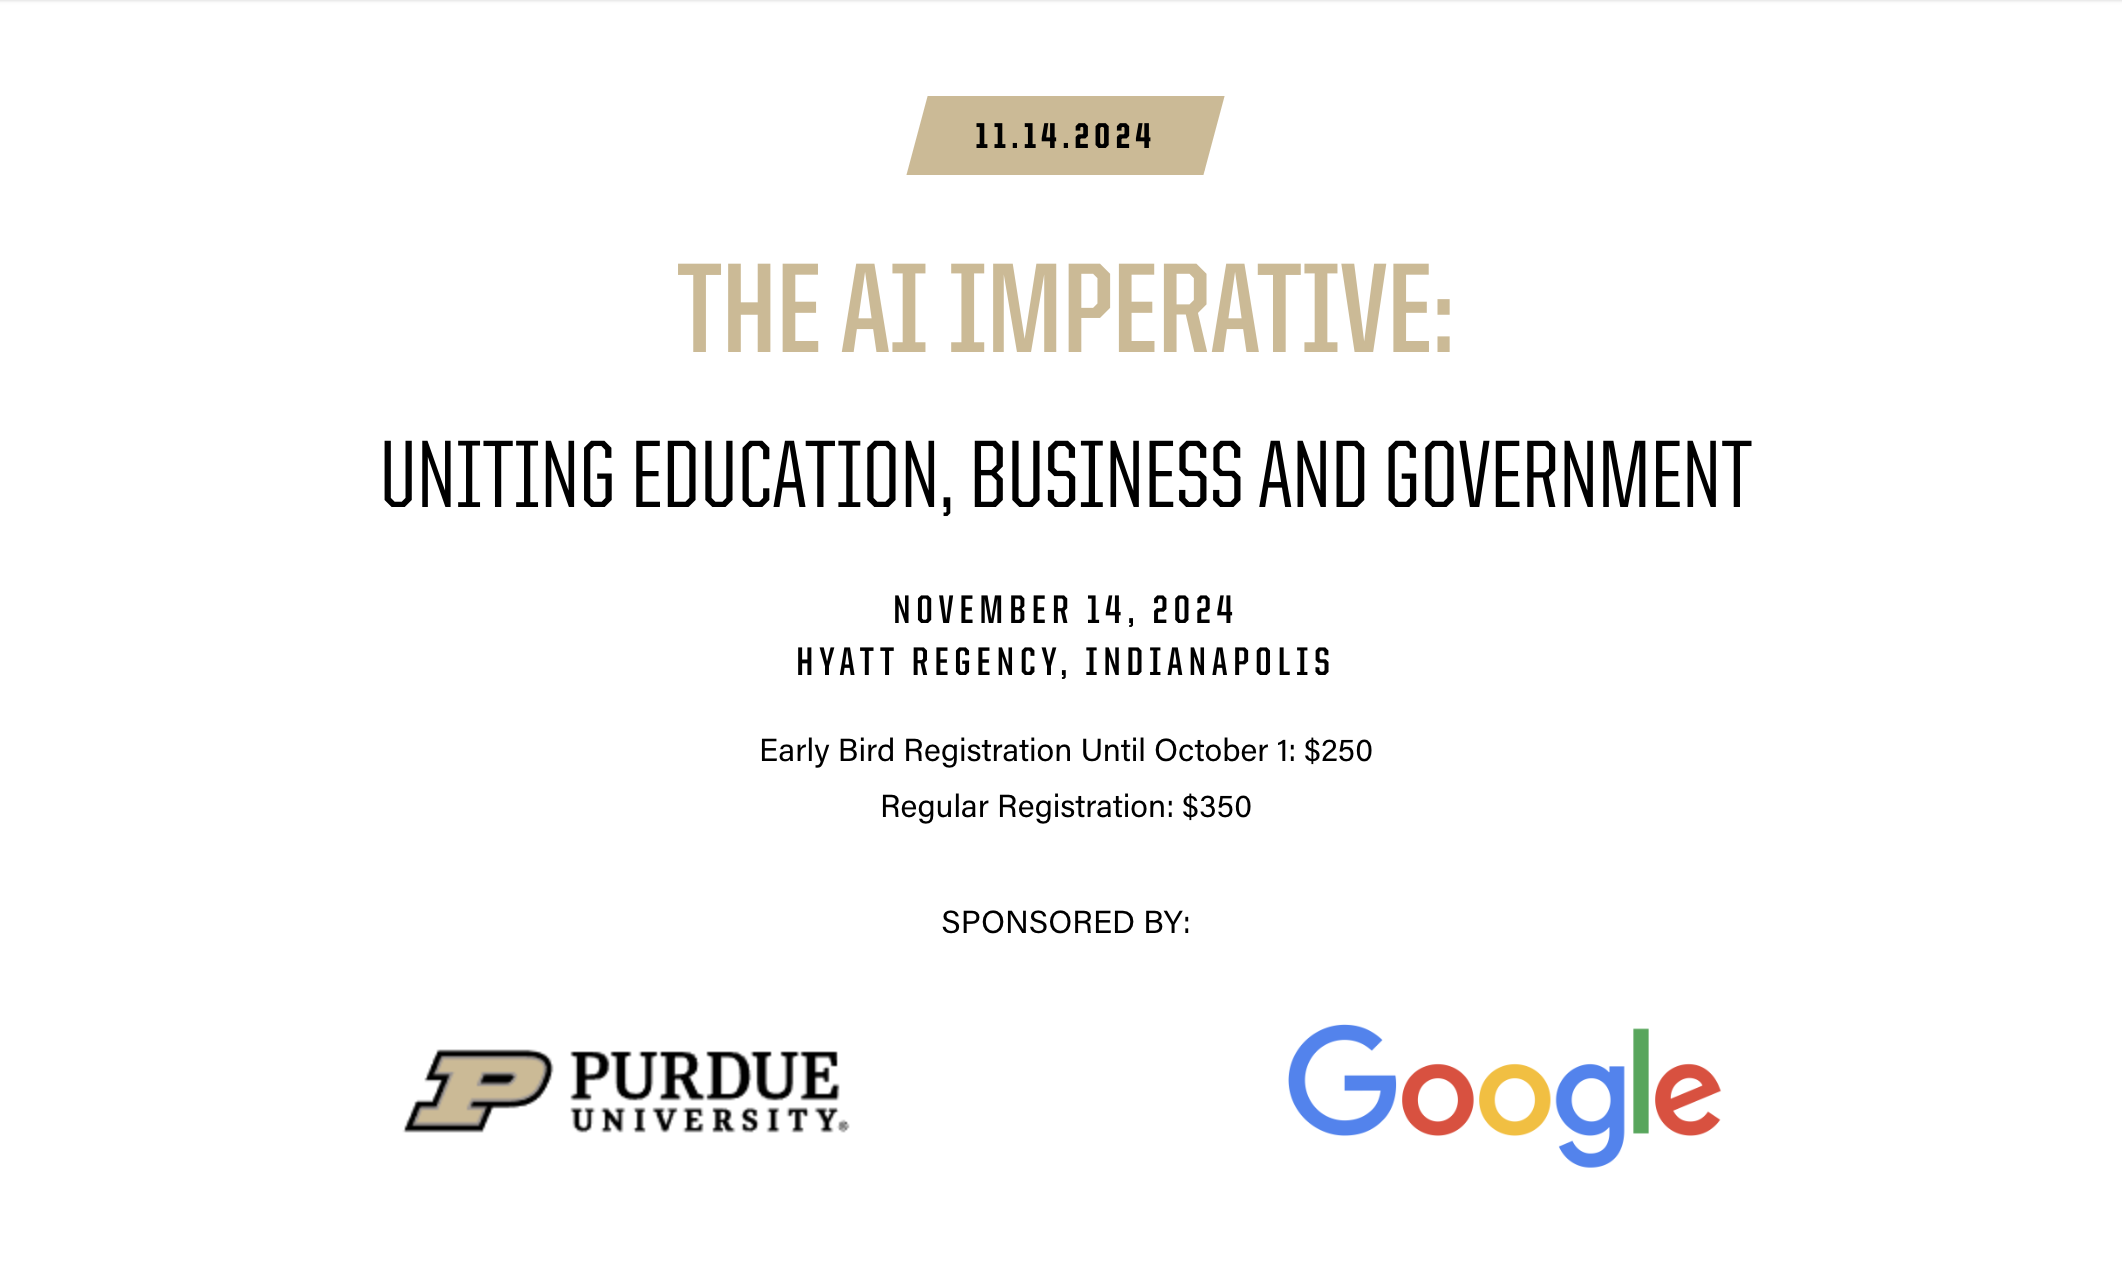 11.14.2024
THE AI IMPERATIVE:
UNITING EDUCATION, BUSINESS AND GOVERNMENT
NOVEMBER 14, 2024
HYATT REGENCY, INDIANAPOLIS
Early Bird Registration Until October 1: $250
Regular Registration: $350
SPONSORED BY:
P PURDUE
UNIVERSITY®
Google